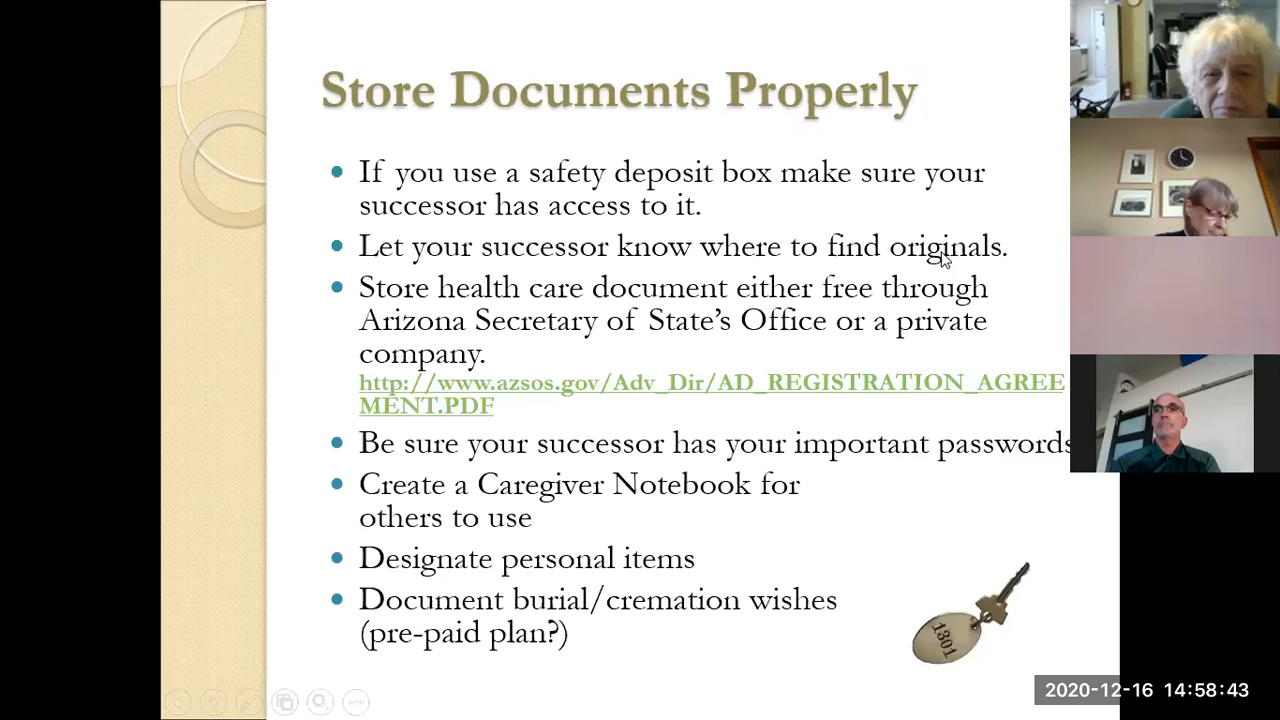 Store Documents Properly
If you use a safety deposit box make sure your
successor has access to it.
Let your successor know where to find originals.
Store health care document either free through
Arizona Secretary of State's Office or a private
company.
http://www.azsos.gov/Adv_Dir/AD_REGISTRATION_AGREE
MENT.PDF
Be sure your successor has your important passwords
Create a Caregiver Notebook for
others to use
Designate personal items
Document burial/cremation wishes
(pre-paid plan?)
1301
2020-12-16 14:58:43